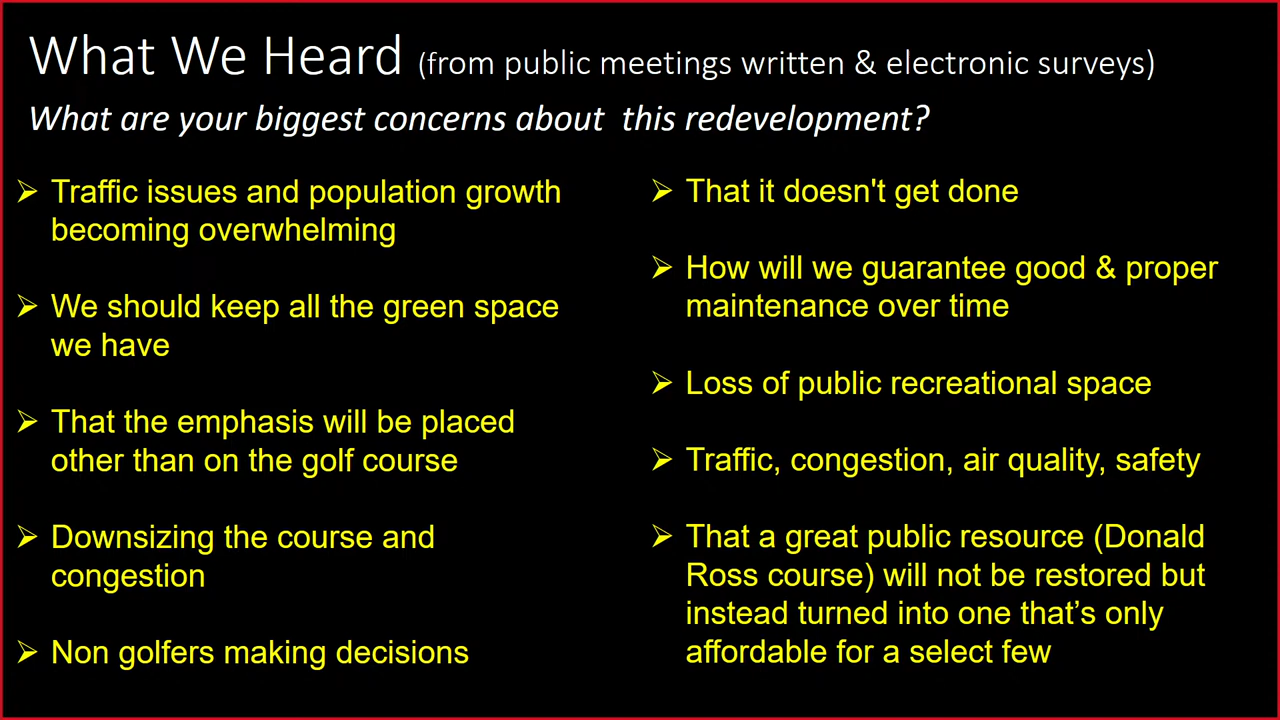 What We Heard (from public meetings written & electronic surveys)
What are your biggest concerns about  this redevelopment?
➢ Traffic issues and population growth
becoming overwhelming
➢ We should keep all the green space
we have
➢ That the emphasis will be placed
other than on the golf course
➢ Downsizing the course and
congestion
➢ Non golfers making decisions
➢ That it doesn't get done
➢ How will we guarantee good & proper
maintenance over time
➢ Loss of public recreational space
➢ Traffic, congestion, air quality, safety
➢ That a great public resource (Donald
Ross course) will not be restored but
instead turned into one that’s only
affordable for a select few